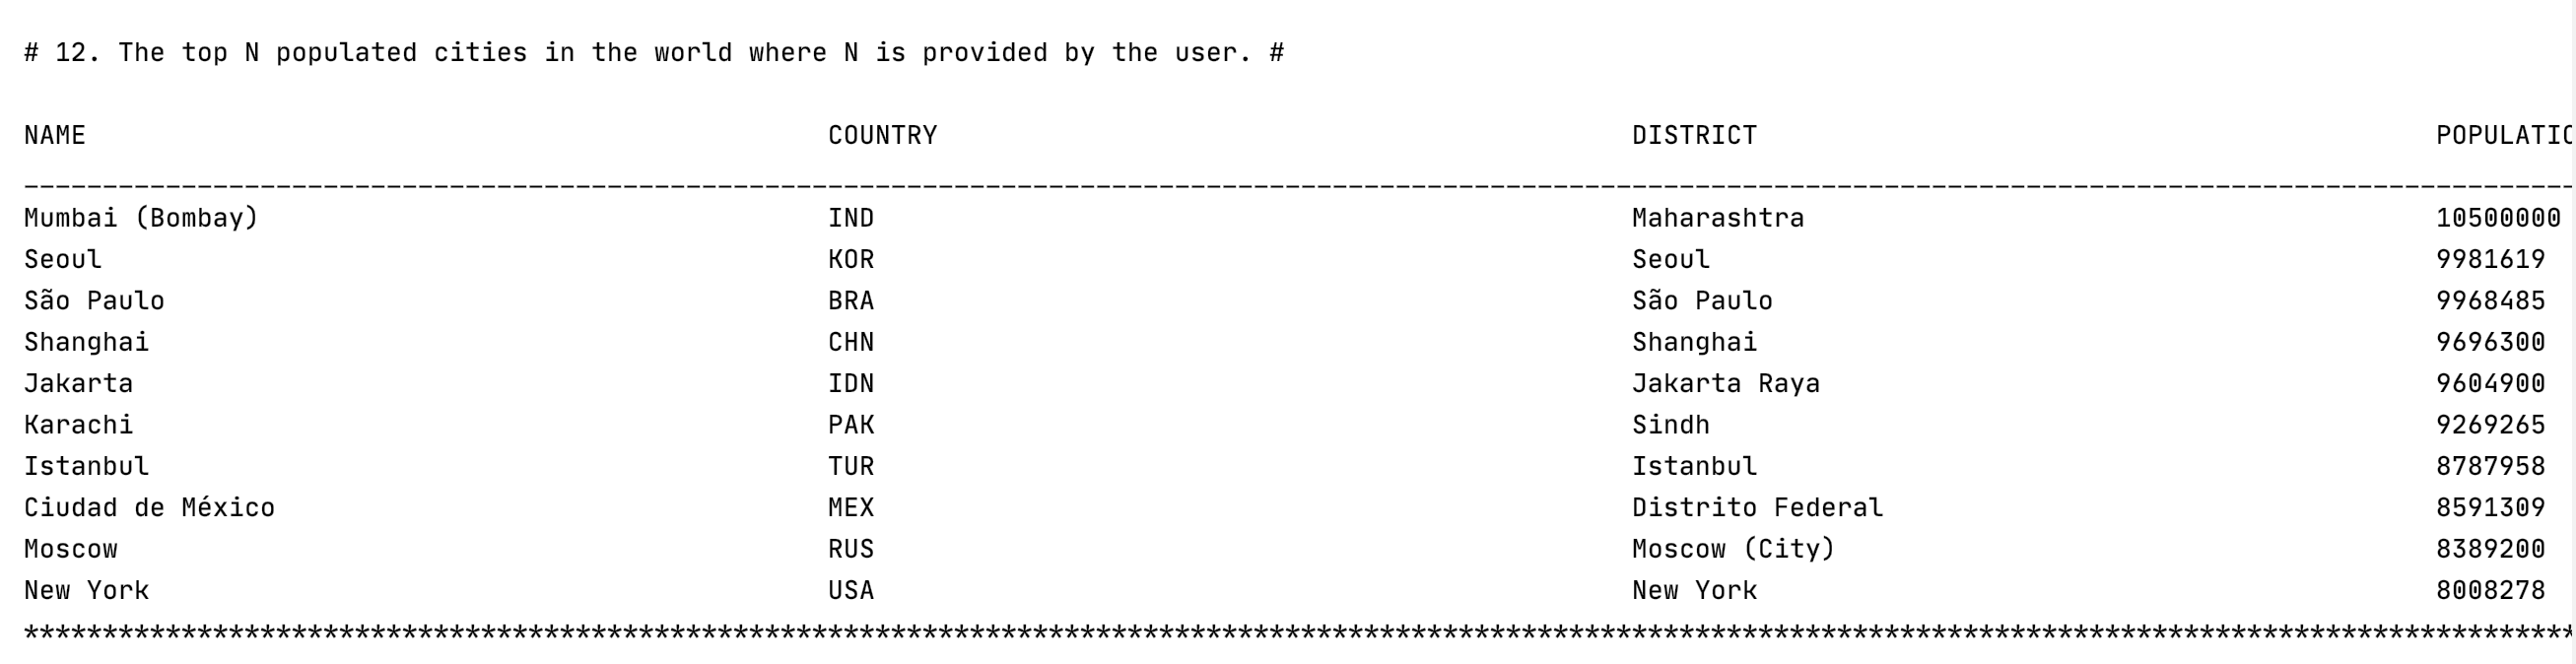 # 12. The top N populated cities in the world where N is provided by the user. #
NAME COUNTRY DISTRICT POPULATIO
--------------------------------------------------------------------------------------------------------------------------------------------------------------------
Mumbai (Bombay) IND Maharashtra 10500000
Seoul KOR Seoul 9981619
São Paulo BRA São Paulo 9968485
Shanghai CHN Shanghai 9696300
Jakarta IDN Jakarta Raya 9604900
Karachi PAK Sindh 9269265
Istanbul TUR Istanbul 8787958
Ciudad de México MEX Distrito Federal 8591309
Moscow RUS Moscow (City) 8389200
New York USA New York 8008278
********************************************************************************************************************************************************************